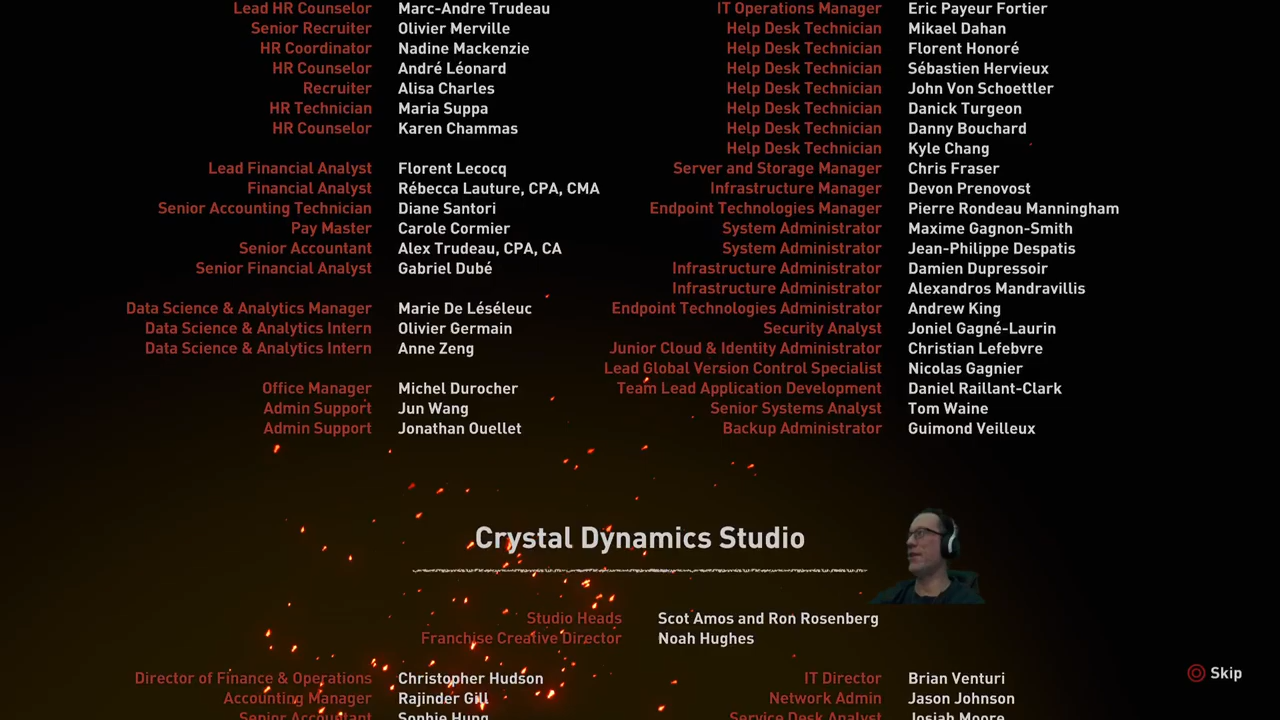 Lead HR Counselor Marc-Andre Trudeau
Senior Recruiter Olivier Merville
HR Coordinator Nadine Mackenzie
HR Counselor André Léonard
Recruiter Alisa Charles
HR Technician Maria Suppa
HR Counselor Karen Chammas
Lead Financial Analyst Florent Lecocq
Financial Analyst Rébecca Lauture, CPA, CMA
Senior Accounting Technician Diane Santori
Pay Master Carole Cormier
Senior Accountant Alex Trudeau, CPA, CA
Senior Financial Analyst Gabriel Dubé
Data Science & Analytics Manager Marie De Léséleuc
Data Science & Analytics Intern Olivier Germain
Data Science & Analytics Intern Anne Zeng
Office Manager Michel Durocher
Admin Support Jun Wang
Admin Support Jonathan Ouellet
IT Operations Manager Eric Payeur Fortier
Help Desk Technician Mikael Dahan
Help Desk Technician Florent Honoré
Help Desk Technician Sébastien Hervieux
Help Desk Technician John Von Schoettler
Help Desk Technician Danick Turgeon
Help Desk Technician Danny Bouchard
Help Desk Technician Kyle Chang
Server and Storage Manager Chris Fraser
Infrastructure Manager Devon Prenovost
Endpoint Technologies Manager Pierre Rondeau Manningham
System Administrator Maxime Gagnon-Smith
System Administrator Jean-Philippe Despatis
Infrastructure Administrator Damien Dupressoir
Infrastructure Administrator Alexandros Mandravillis
Endpoint Technologies Administrator Andrew King
Security Analyst Joniel Gagné-Laurin
Junior Cloud & Identity Administrator Christian Lefebvre
Lead Global Version Control Specialist Nicolas Gagnier
Team Lead Application Development Daniel Raillant-Clark
Senior Systems Analyst Tom Waine
Backup Administrator Guimond Veilleux
Crystal Dynamics Studio
Studio Heads Scot Amos and Ron Rosenberg
Franchise Creative Director Noah Hughes
Director of Finance & Operations Christopher Hudson
Accounting Manager Rajinder Gill
Senior Accountant Sophie Hung
IT Director Brian Venturi
Network Admin Jason Johnson
Service Desk Analyst Josiah Moore
Skip